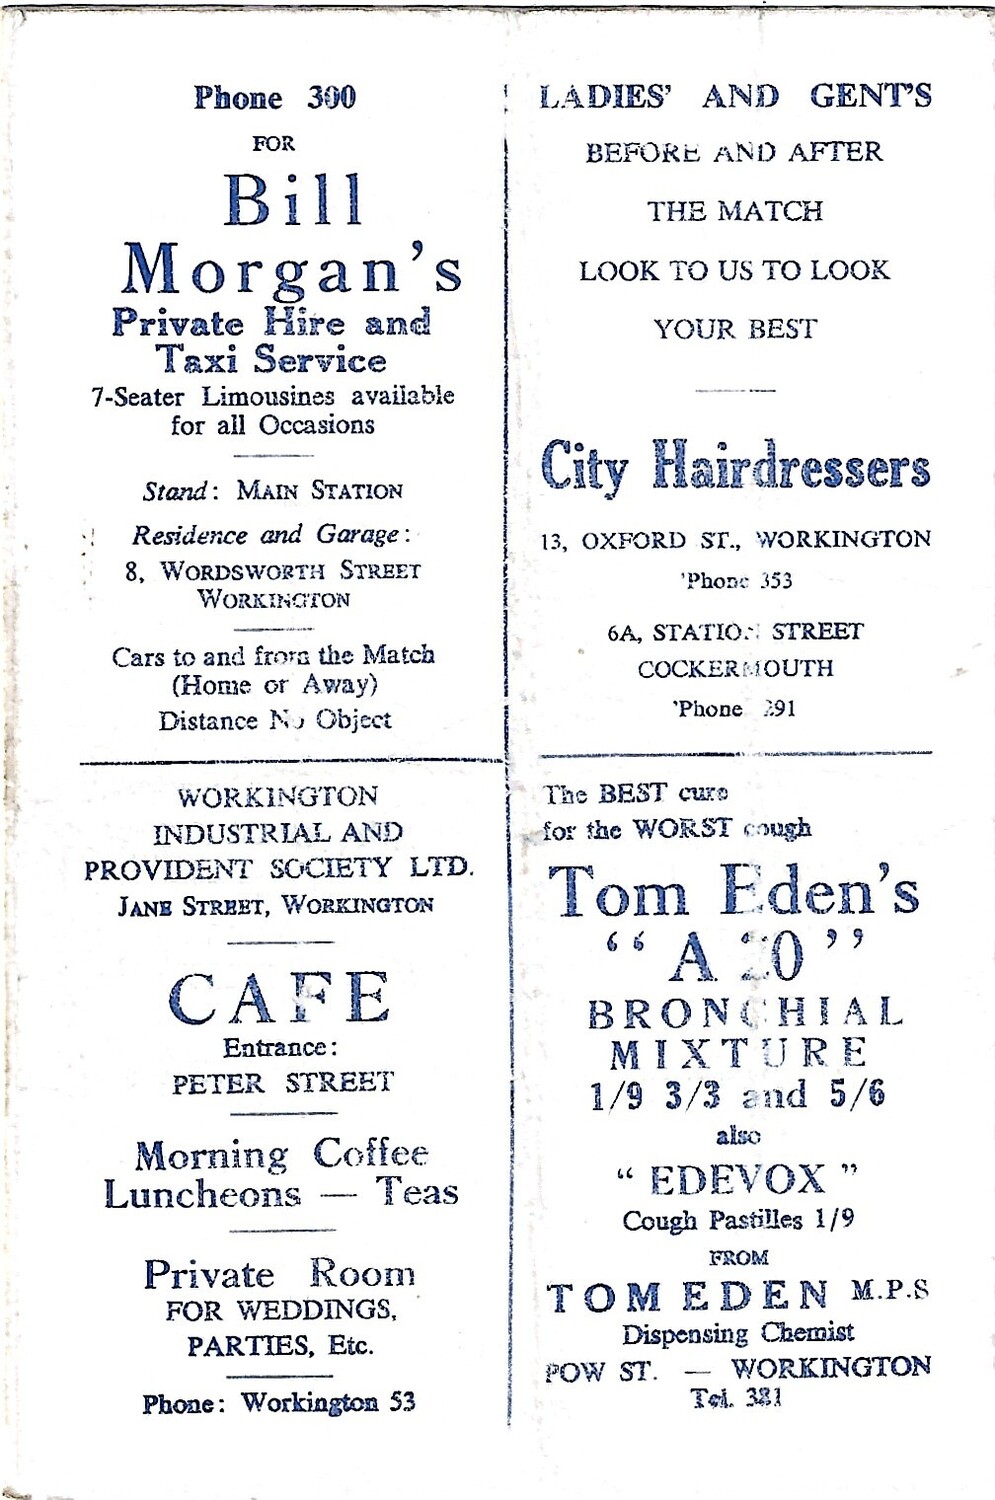 Phone 300
FOR
Bill
Morgan's
Private Hire and
Taxi Service
7-Seater Limousines available
for all Occasions
Stand: MAIN STATION
Residence and Garage:
8, WORDSWORTH STREET
WORKINGTON
Cars to and from the Match
(Home or Away)
Distance No Object
WORKINGTON
INDUSTRIAL AND
PROVIDENT SOCIETY LTD.
JANE STREET, WORKINGTON
CAFE
Entrance:
PETER STREET
Morning Coffee
Luncheons — Teas
Private Room
FOR WEDDINGS,
PARTIES, Etc.
Phone: Workington 53
LADIES' AND GENT'S
BEFORE AND AFTER
THE MATCH
LOOK TO US TO LOOK
YOUR BEST
City Hairdressers
13, OXFORD ST., WORKINGTON
'Phone 353
6A, STATION STREET
COCKERMOUTH
'Phone 291
The BEST cure
for the WORST cough
Tom Eden's
"A 20"
BRONCHIAL
MIXTURE
1/9 3/3 and 5/6
also
"EDEVOX"
Cough Pastilles 1/9
FROM
TOM EDEN M.P.S
Dispensing Chemist
POW ST. — WORKINGTON
Tel. 381